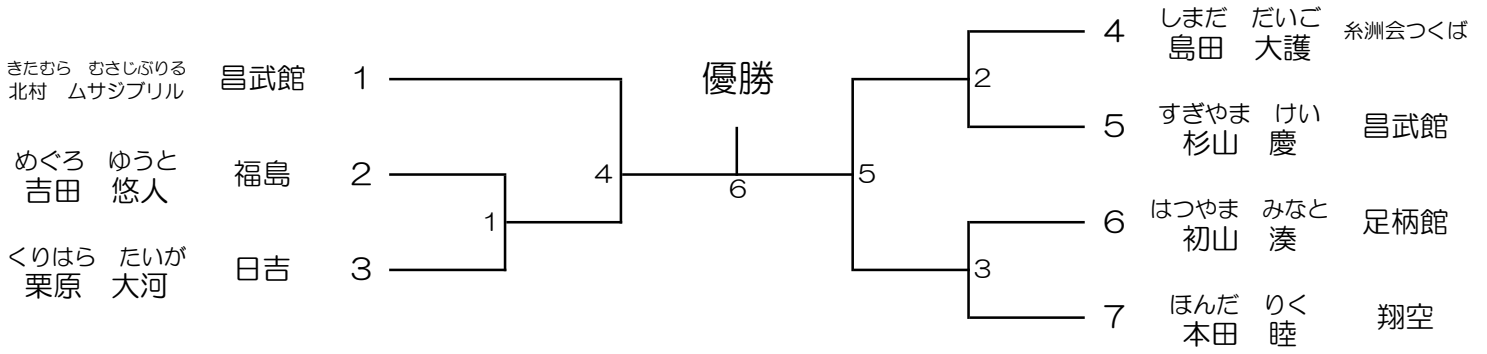 きたむら　むさじぶりる
北村　ムサジブリル
昌武館
1
めぐろ　ゆうと
吉田　悠人
福島
2
くりはら　たいが
栗原　大河
日吉
3
1
4
優勝
6
5
2
3
しまだ　だいご
4
島田　大護
糸洲会つくば
すぎやま　けい
5
杉山　慶
昌武館
はつやま　みなと
6
初山　湊
足柄館
ほんだ　りく
7
本田　睦
翔空